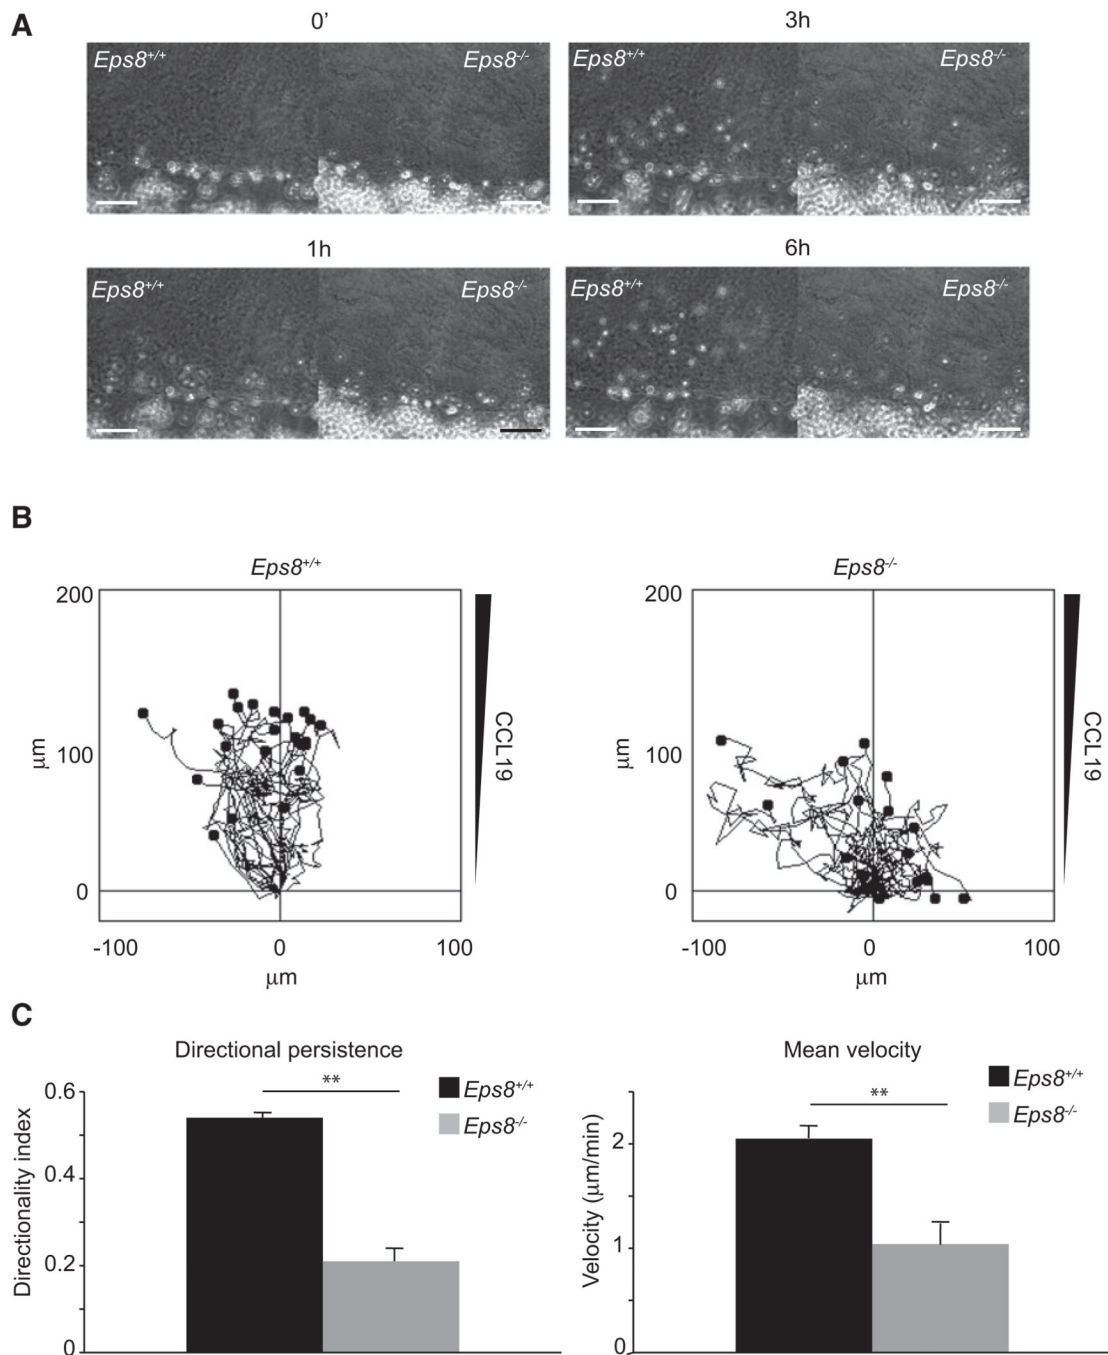 A
0’
3h
Eps8+/+
Eps8-/-
Eps8+/+
Eps8-/-
1h
6h
Eps8+/+
Eps8-/-
Eps8+/+
Eps8-/-
B
Eps8+/+
200
100
0
μm
-100
0
100
μm
CCL19
Eps8-/-
200
100
0
μm
-100
0
100
μm
CCL19
C
Directional persistence
**
Eps8+/+
Eps8-/-
0.6
0.4
0.2
0
Directionality index
Mean velocity
**
Eps8+/+
Eps8-/-
2
1
0
Velocity (μm/min)